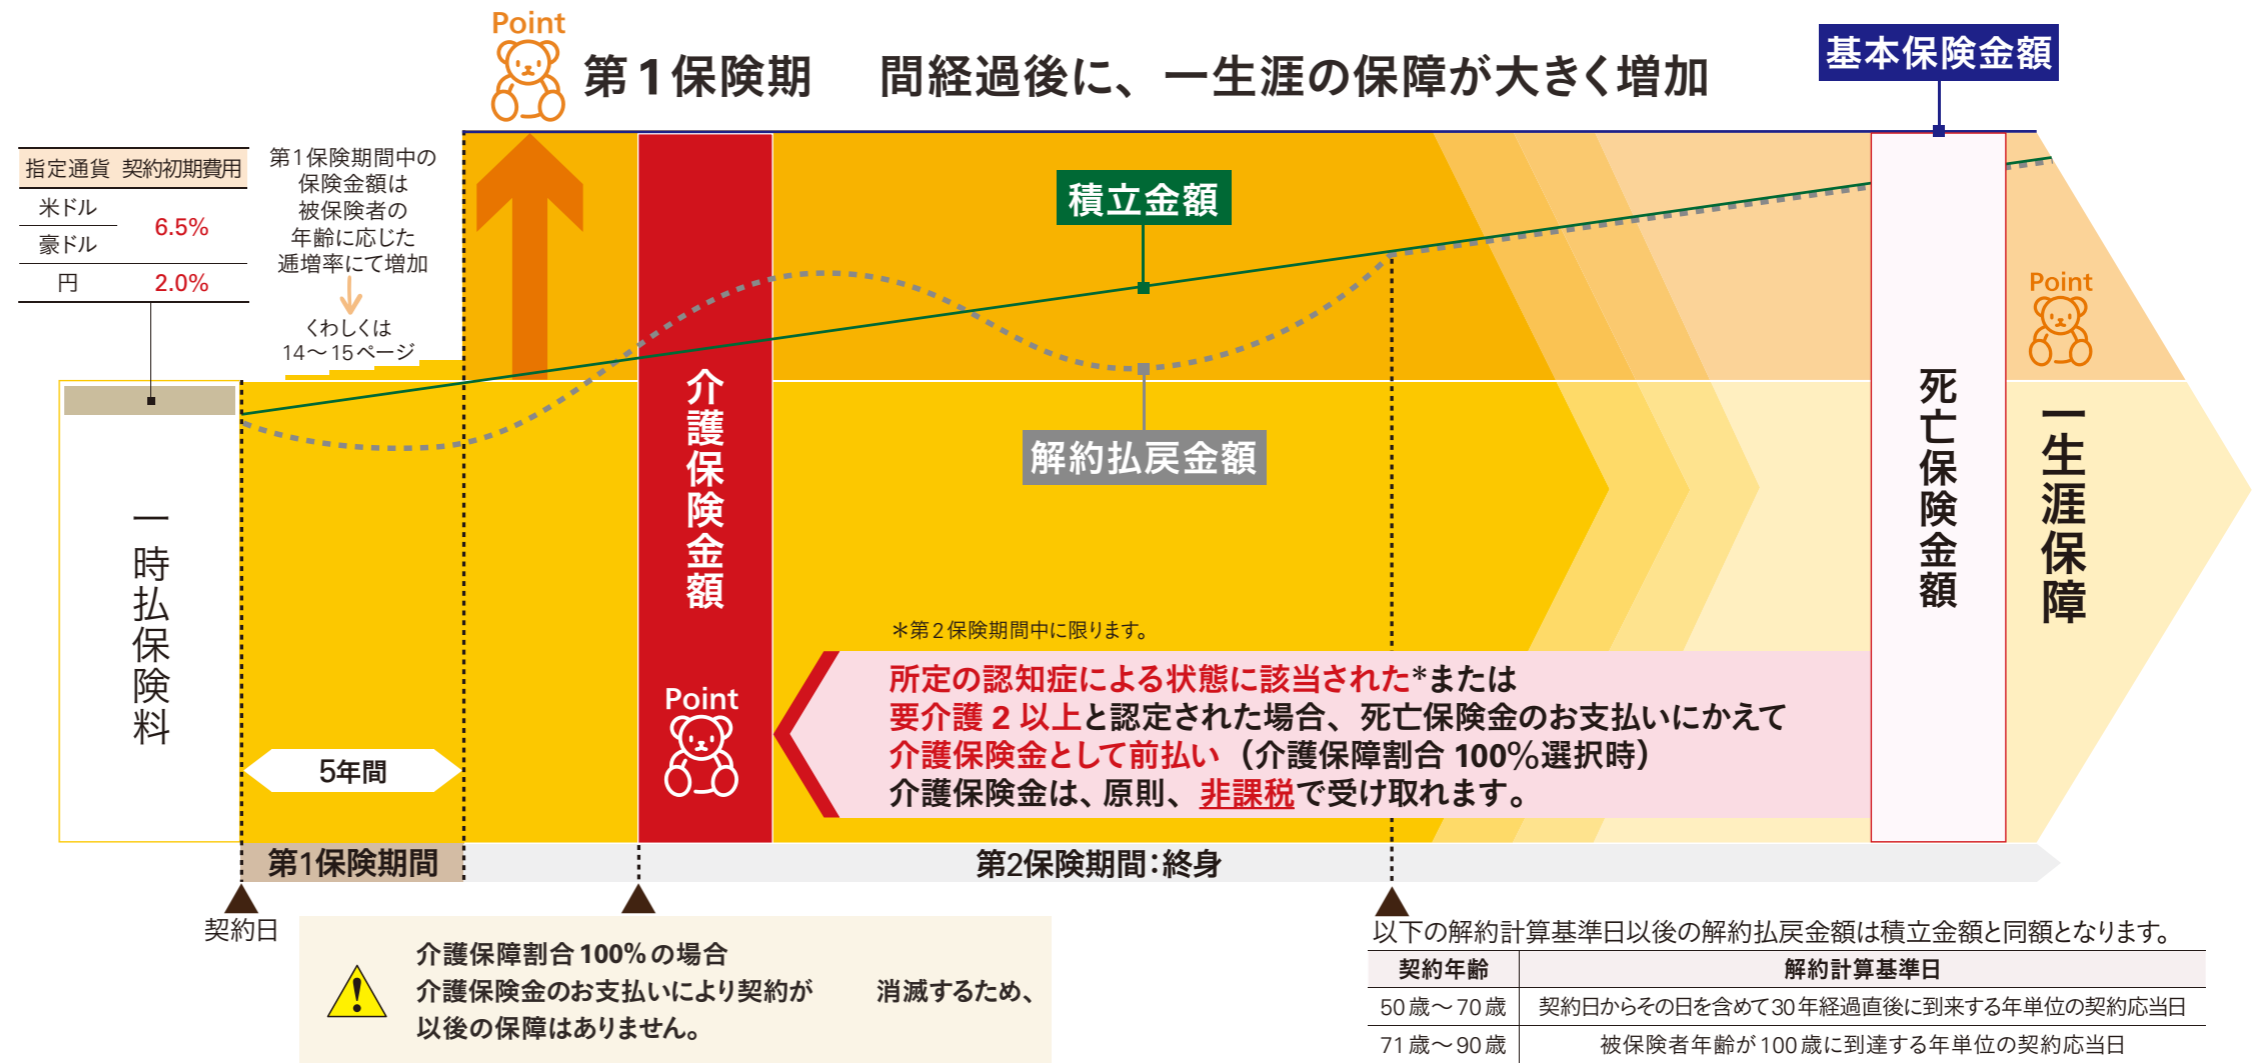 Point
第1保険期 間経過後に、一生涯の保障が大きく増加
基本保険金額
指定通貨 契約初期費用
米ドル
豪ドル
6.5%
円 2.0%
第1保険期間中の
保険金額は
被保険者の
年齢に応じた
逓増率にて増加
くわしくは
14〜15ページ
積立金額
解約払戻金額
一時払保険料
5年間
介護保険金額
Point
*第2保険期間中に限ります。
所定の認知症による状態に該当された*または
要介護2以上と認定された場合、死亡保険金のお支払いにかえて
介護保険金として前払い(介護保障割合100%選択時)
介護保険金は、原則、非課税で受け取れます。
死亡保険金額
Point
一生涯保障
第1保険期間
第2保険期間:終身
契約日
介護保障割合100%の場合
介護保険金のお支払いにより契約が 消滅するため、
以後の保障はありません。
以下の解約計算基準日以後の解約払戻金額は積立金額と同額となります。
契約年齢 解約計算基準日
50歳〜70歳 契約日からその日を含めて30年経過直後に到来する年単位の契約応当日
71歳〜90歳 被保険者年齢が100歳に到達する年単位の契約応当日